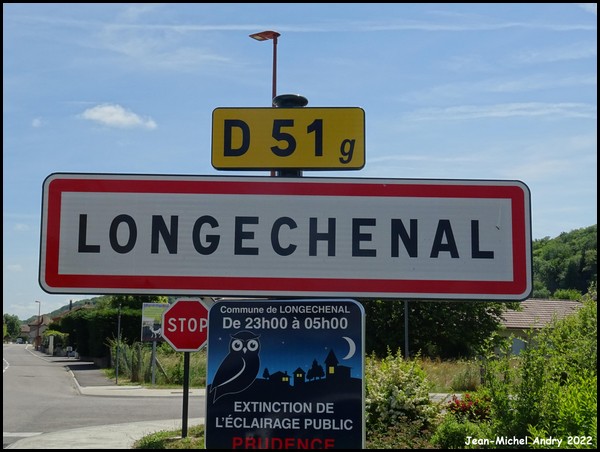 D 51 g
LONGECHENAL
STOP
Commune de LONGECHENAL
De 23h00 à 05h00
EXTINCTION DE
L'ÉCLAIRAGE PUBLIC
PRUDENCE
Jean-Michel Andry 2022